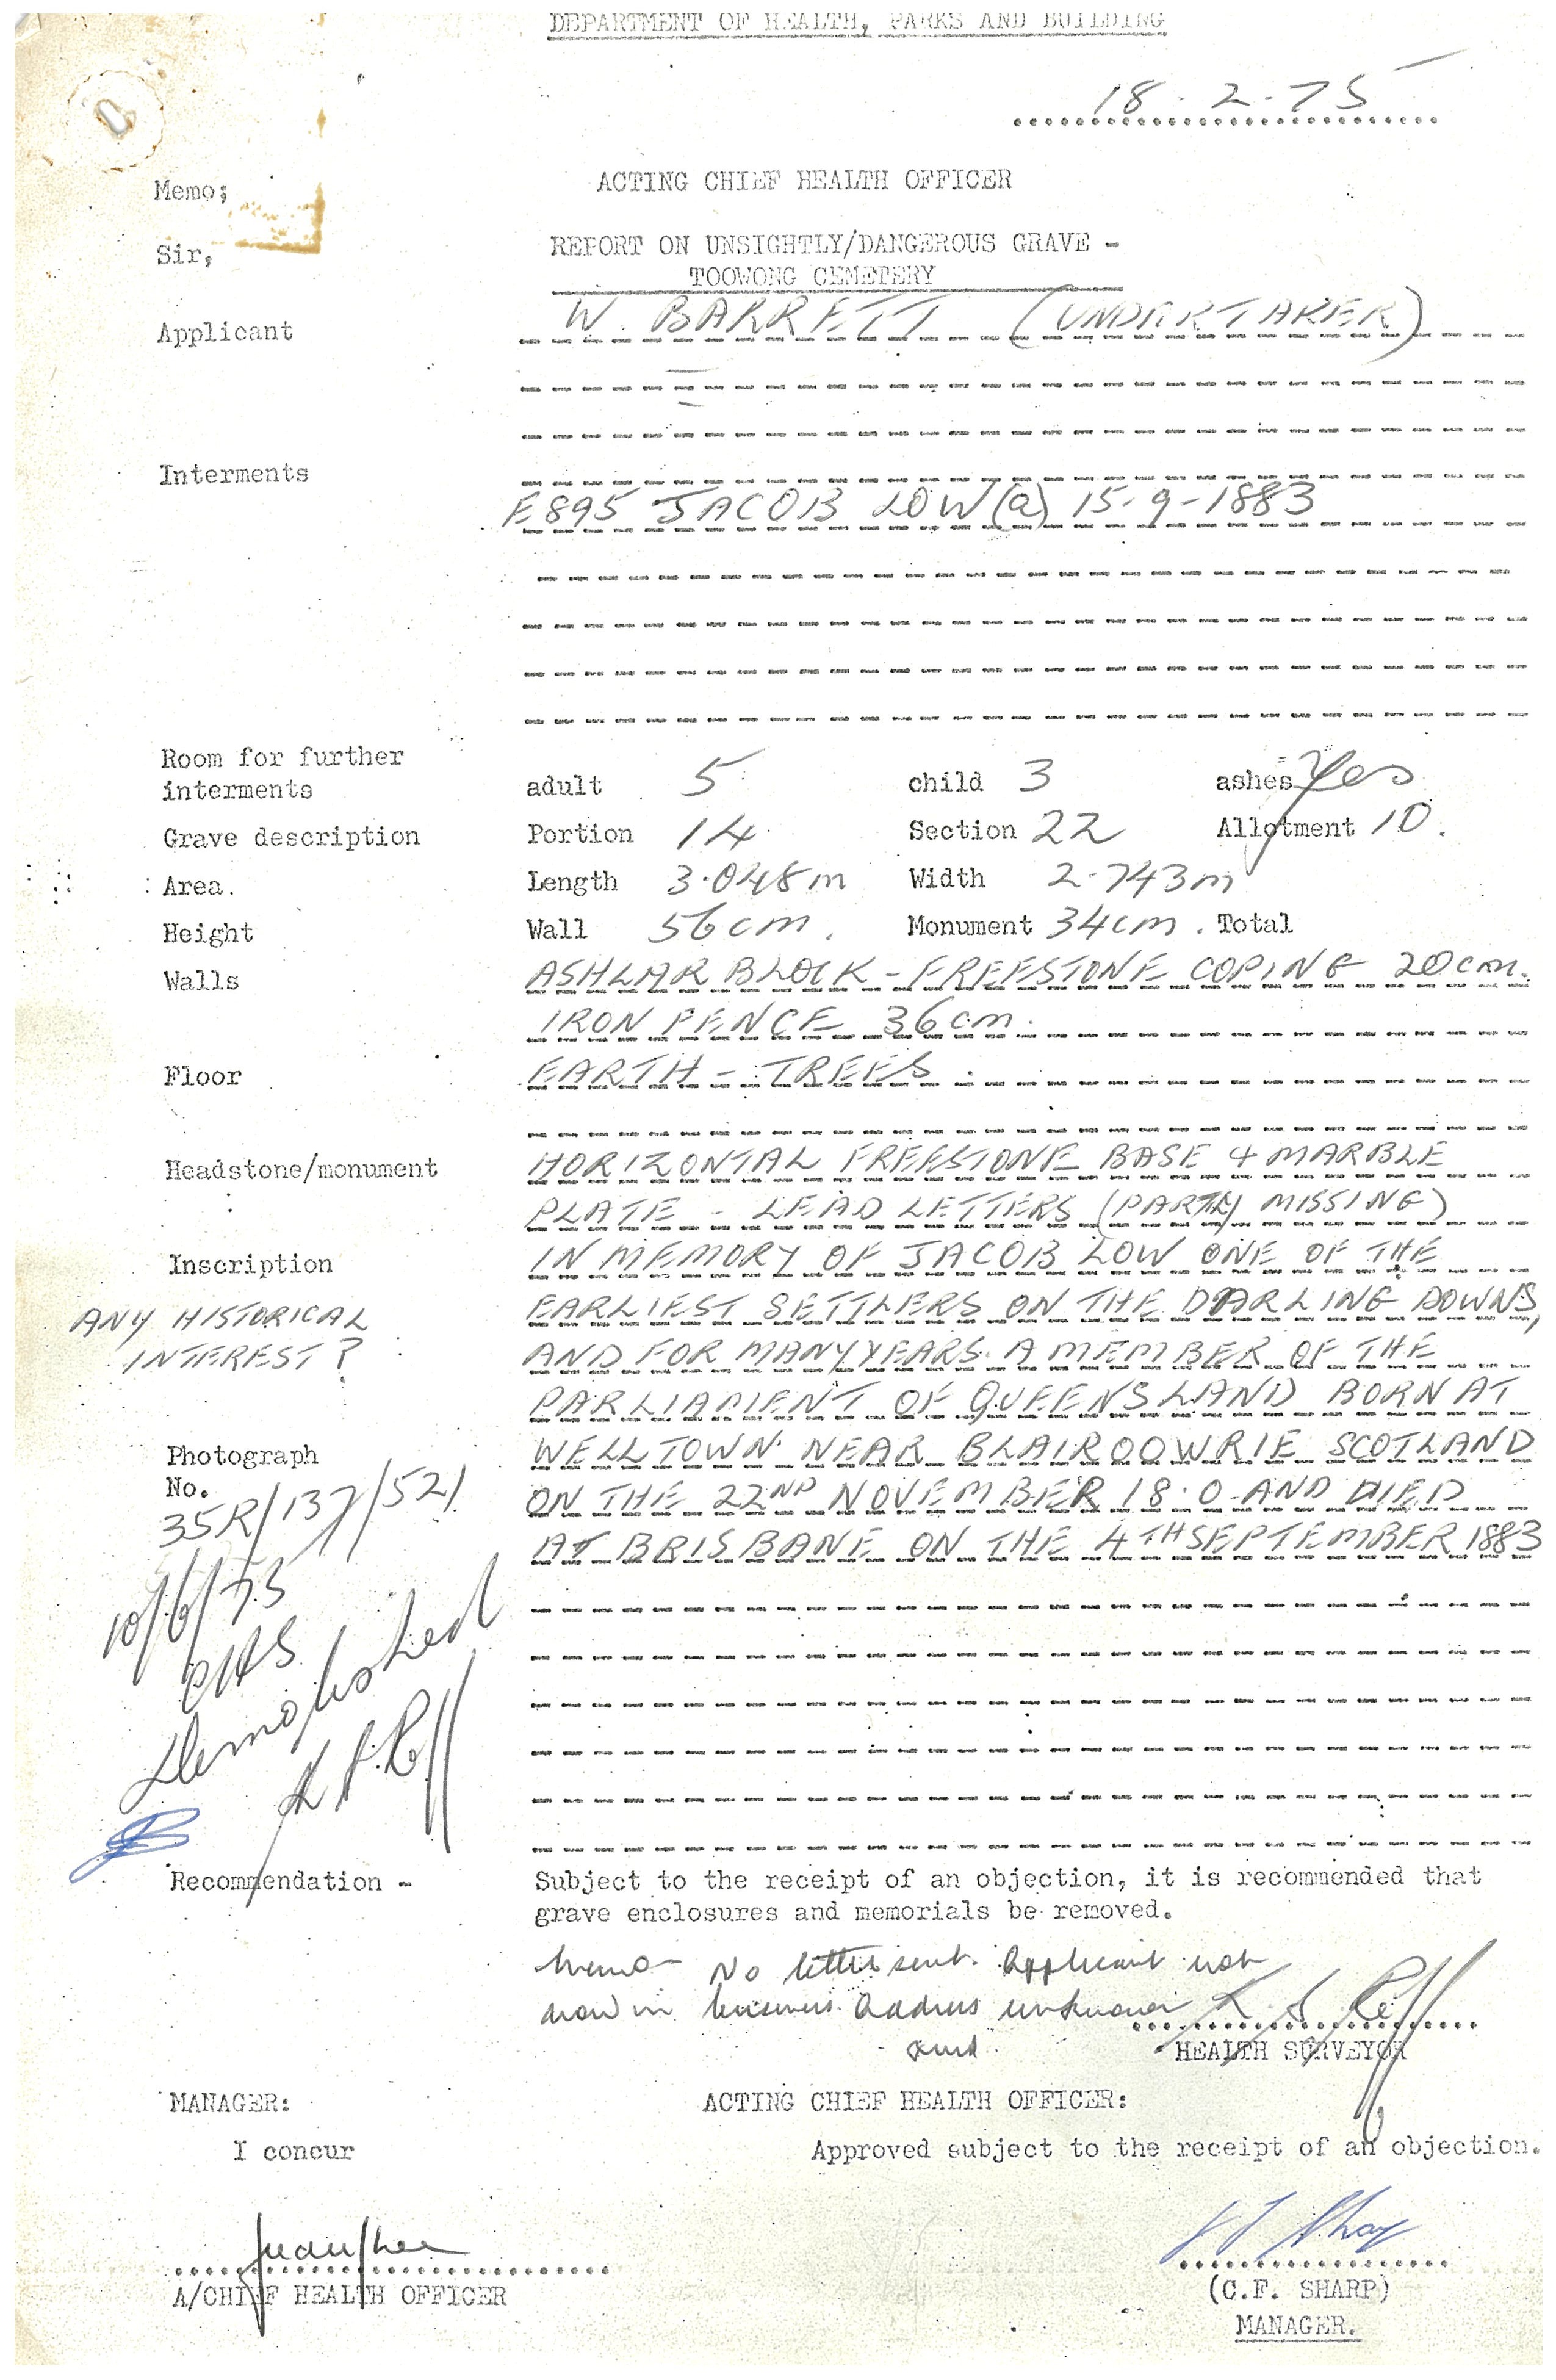 DEPARTMENT OF HEALTH, PARKS AND BUILDING
18-2-75
Memo; ACTING CHIEF HEALTH OFFICER
Sir, REPORT ON UNSIGHTLY/DANGEROUS GRAVE -
TOOWONG CEMETERY
Applicant W. BARRETT (UNDERTAKER)
Interments
E895 JACOB LOW (a) 15-9-1883
Room for further
interments adult 5 child 3 ashes Yes
Grave description Portion 14 Section 22 Allotment 10.
Area. Length 3.048m Width 2.743m
Height Wall 56cm. Monument 34cm. Total
Walls ASHLAR BLOCK - FREESTONE COPING 20cm.
IRON FENCE 36cm.
Floor EARTH - TREES.
Headstone/monument HORIZONTAL FREESTONE BASE & MARBLE
PLATE - LEAD LETTERS (PARTLY MISSING)
Inscription IN MEMORY OF JACOB LOW ONE OF THE
EARLIEST SETTLERS ON THE DARLING DOWNS,
ANY HISTORICAL
INTEREST?
AND FOR MANY YEARS A MEMBER OF THE
PARLIAMENT OF QUEENSLAND BORN AT
Photograph WELLTOWN NEAR BLAIROOWRIE SCOTLAND
No. ON THE 22ND NOVEMBER 18.0 AND DIED
35R/137/521
AT BRISBANE ON THE 4TH SEPTEMBER 1883
10/6/75
Demolished
Recommendation - Subject to the receipt of an objection, it is recommended that
grave enclosures and memorials be removed.
Memo - No letter sent. Applicant not
now in business. Address unknown
HEALTH SURVEYOR
MANAGER: ACTING CHIEF HEALTH OFFICER:
I concur Approved subject to the receipt of an objection.
A/CHIEF HEALTH OFFICER (C.F. SHARP)
MANAGER.